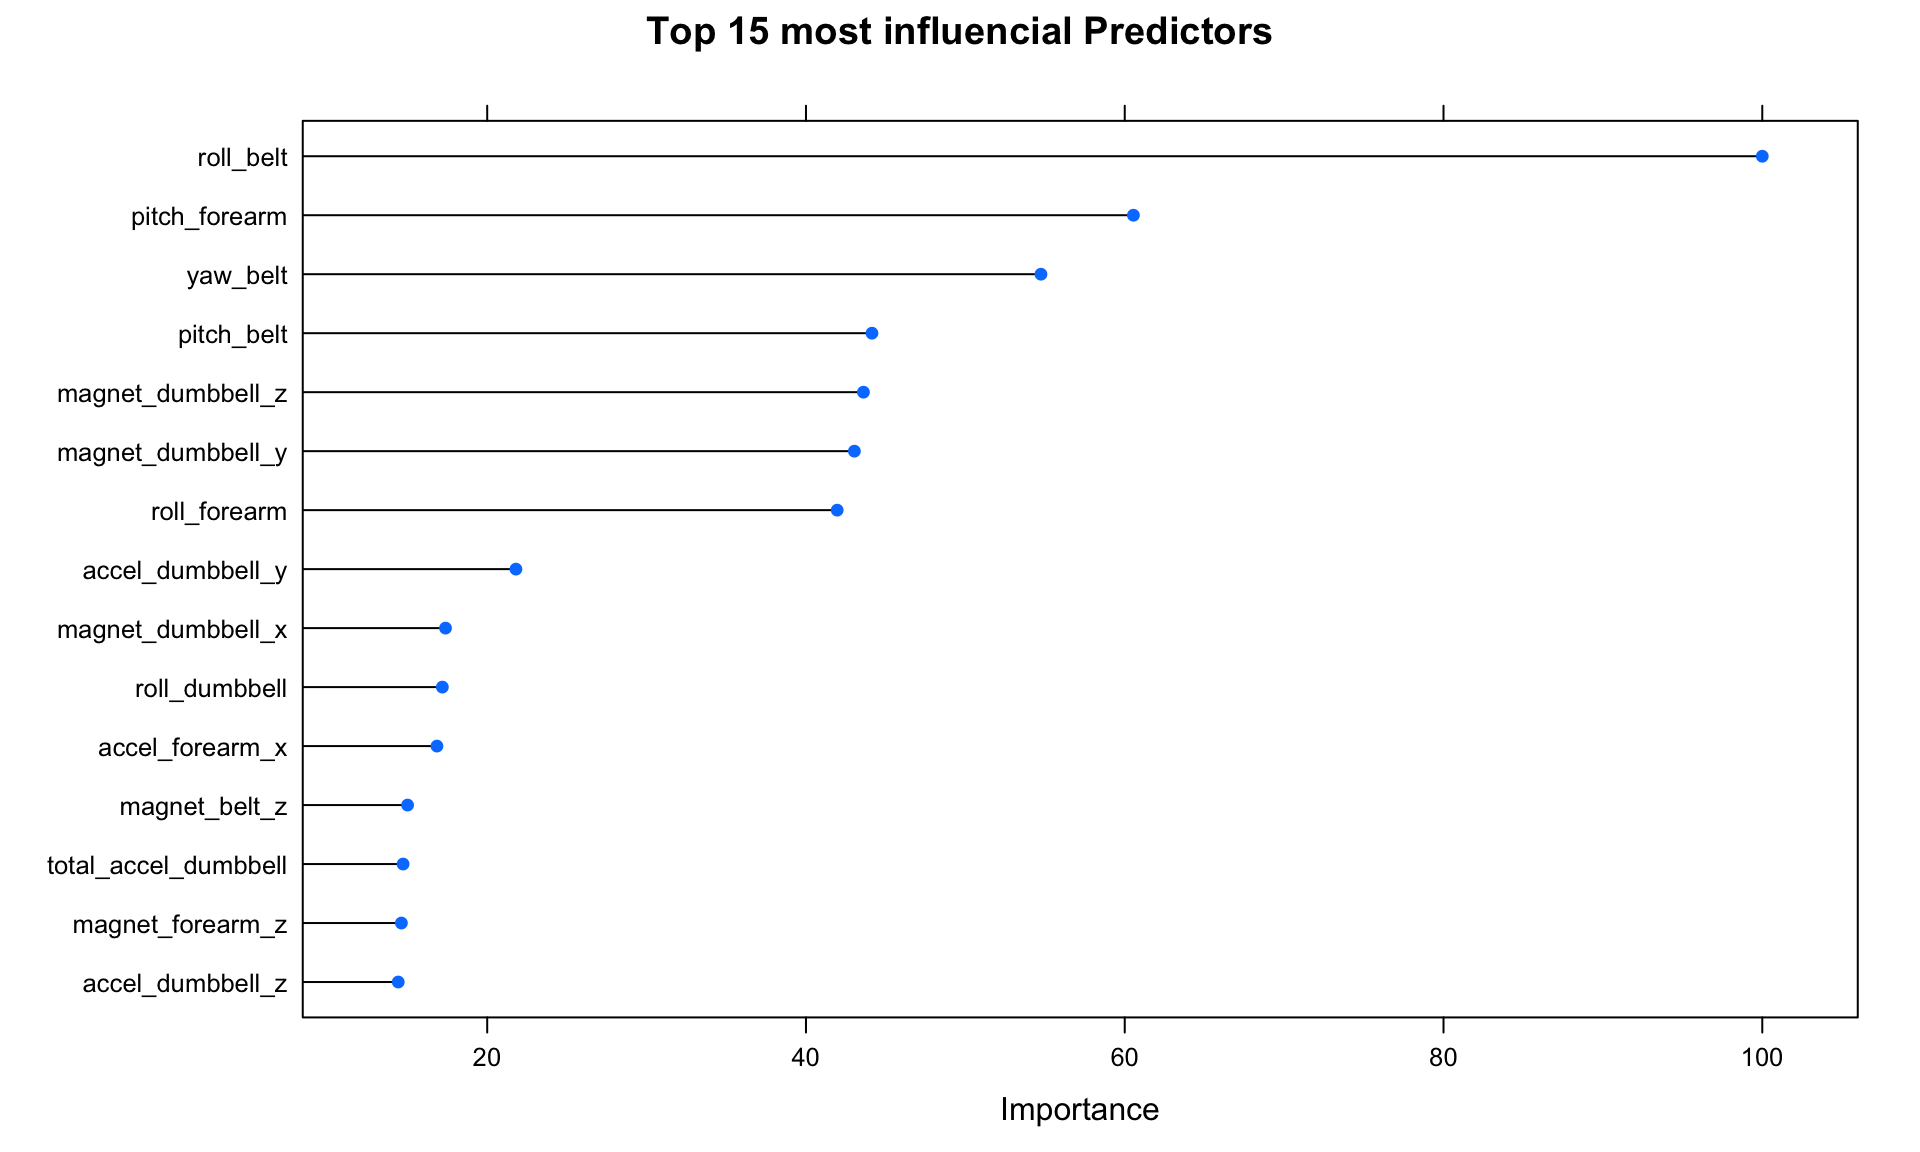 Top 15 most influencial Predictors
roll_belt
pitch_forearm
yaw_belt
pitch_belt
magnet_dumbbell_z
magnet_dumbbell_y
roll_forearm
accel_dumbbell_y
magnet_dumbbell_x
roll_dumbbell
accel_forearm_x
magnet_belt_z
total_accel_dumbbell
magnet_forearm_z
accel_dumbbell_z
20 40 60 80 100
Importance